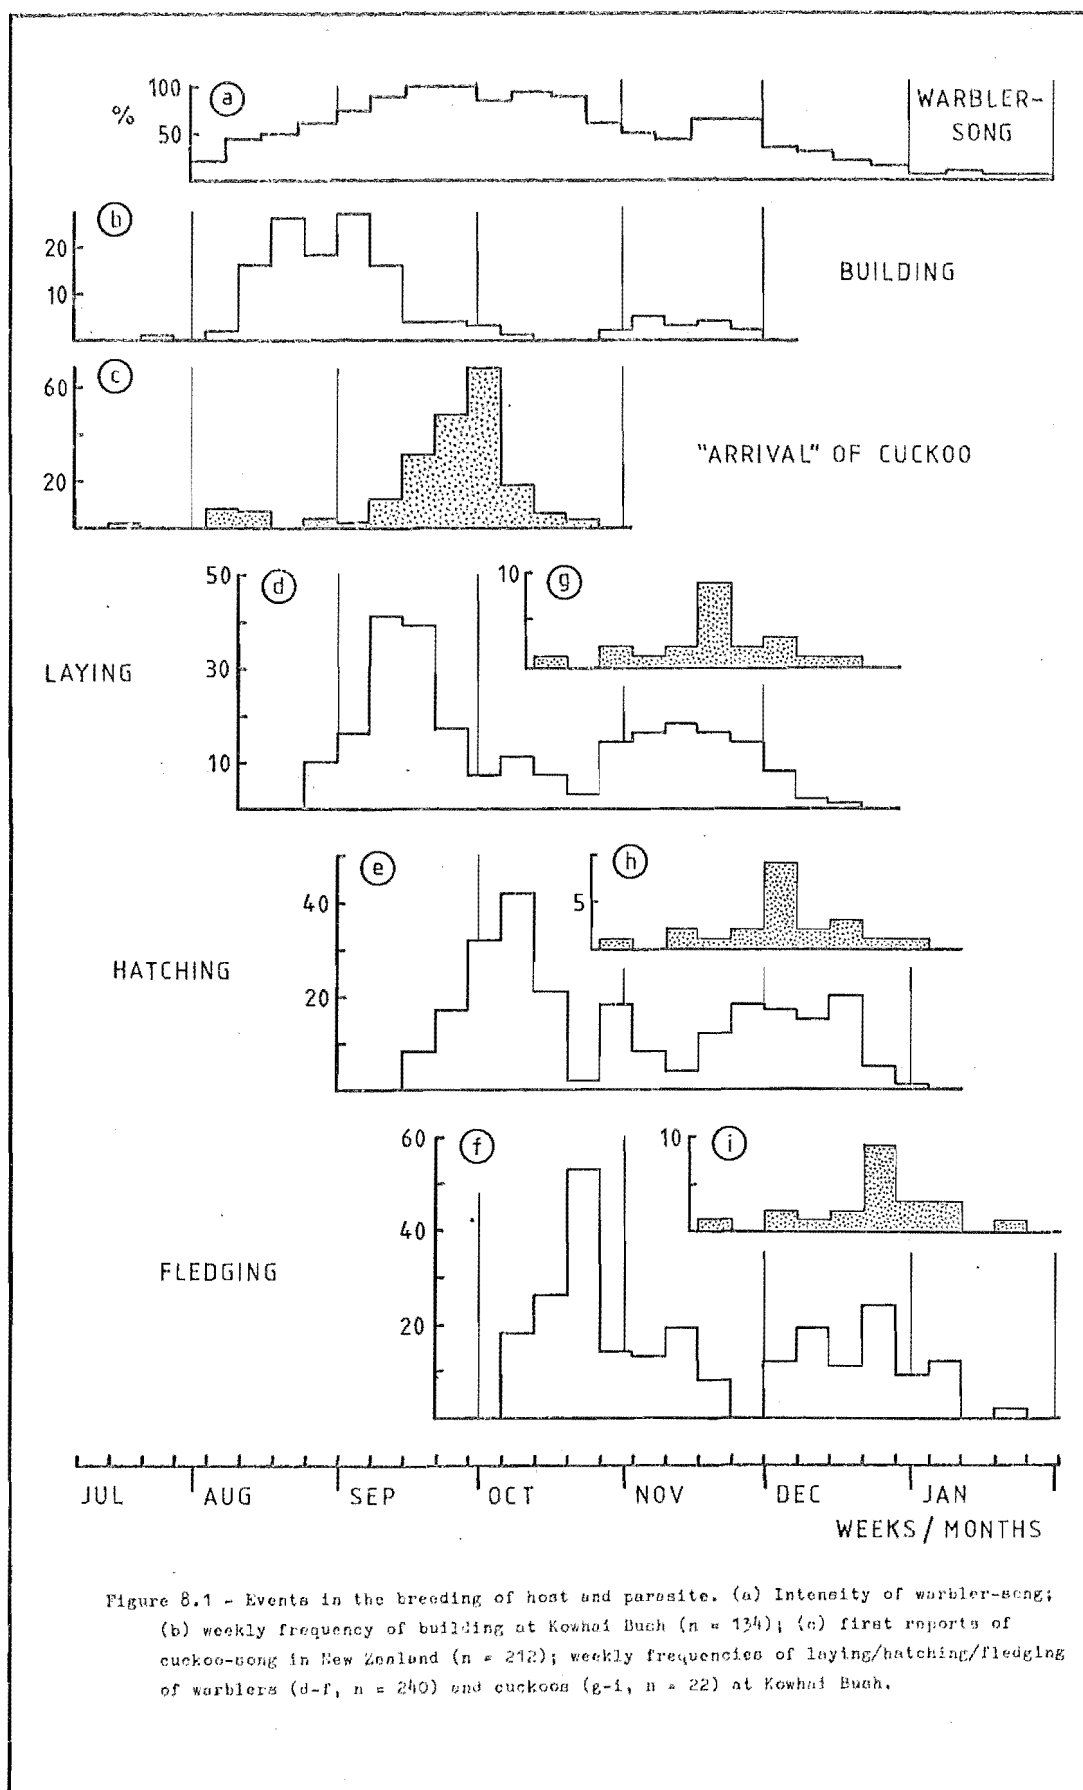 100
%
50
a
WARBLER-
SONG
b
20
10
BUILDING
c
60
20
"ARRIVAL" OF CUCKOO
LAYING
50
30
10
d
10
g
HATCHING
40
20
e
5
h
FLEDGING
60
40
20
f
10
i
JUL AUG SEP OCT NOV DEC JAN
WEEKS/MONTHS
Figure 8.1 - Events in the breeding of host and parasite. (a) Intensity of warbler-song;
(b) weekly frequency of building at Kowhai Bush (n = 134); (c) first reports of
cuckoo-song in New Zealand (n = 212); weekly frequencies of laying/hatching/fledging
of warblers (d-f, n = 240) and cuckoos (g-i, n = 22) at Kowhai Bush.